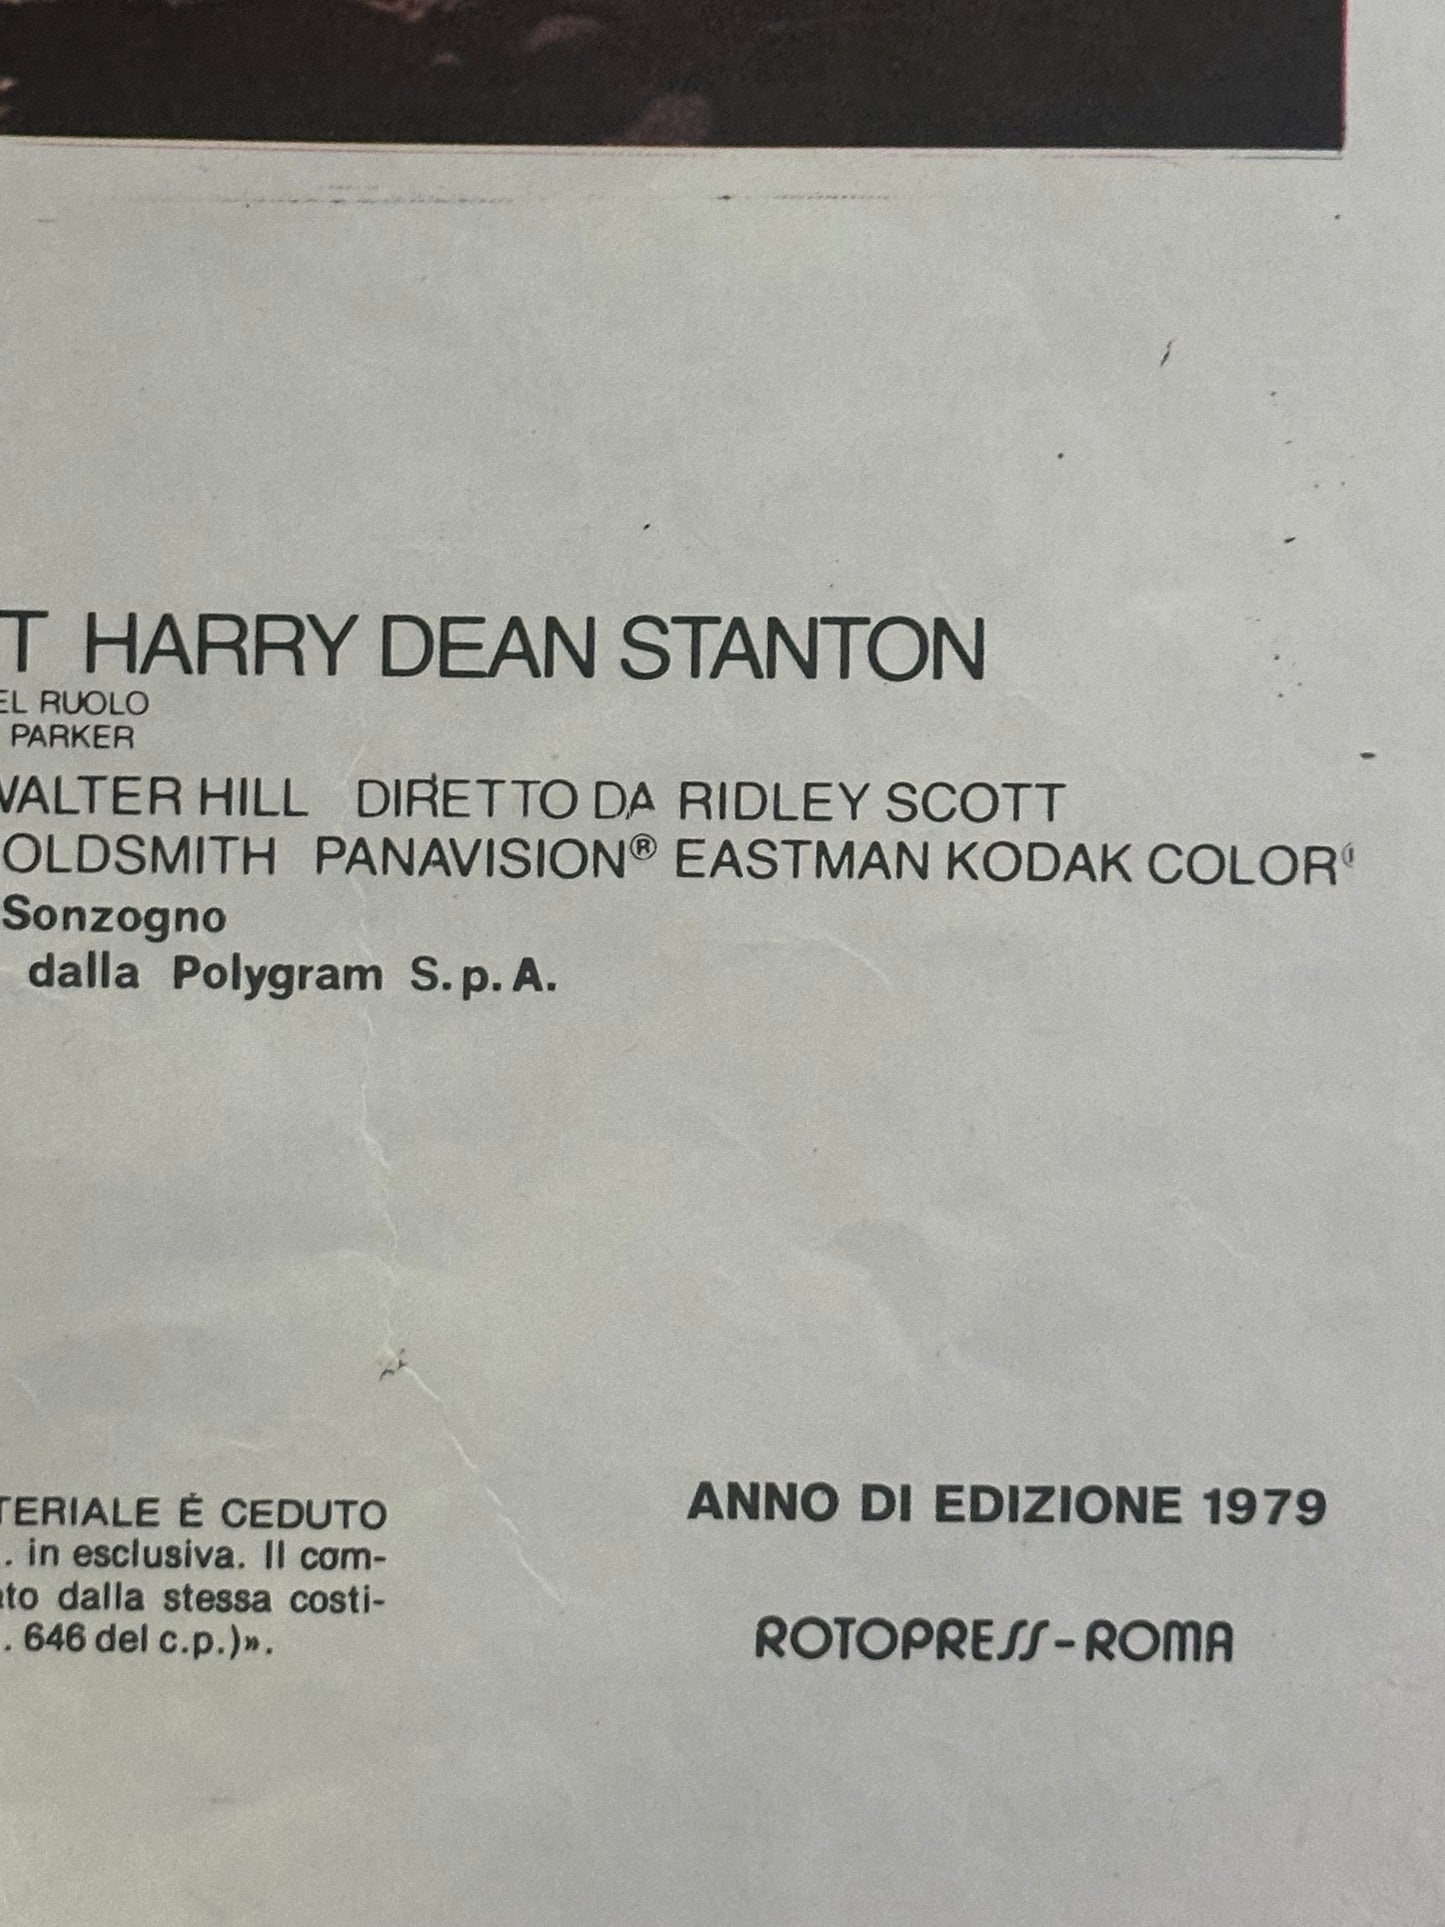 T HARRY DEAN STANTON
EL RUOLO
PARKER
WALTER HILL DIRETTO DA RIDLEY SCOTT
OLDSMITH PANAVISION® EASTMAN KODAK COLOR
Sonzogno
dalla Polygram S.p.A.
TERIALE É CEDUTO
. in esclusiva. Il com-
to dalla stessa costi-
. 646 del c.p.)».
ANNO DI EDIZIONE 1979
ROTOPRESS-ROMA